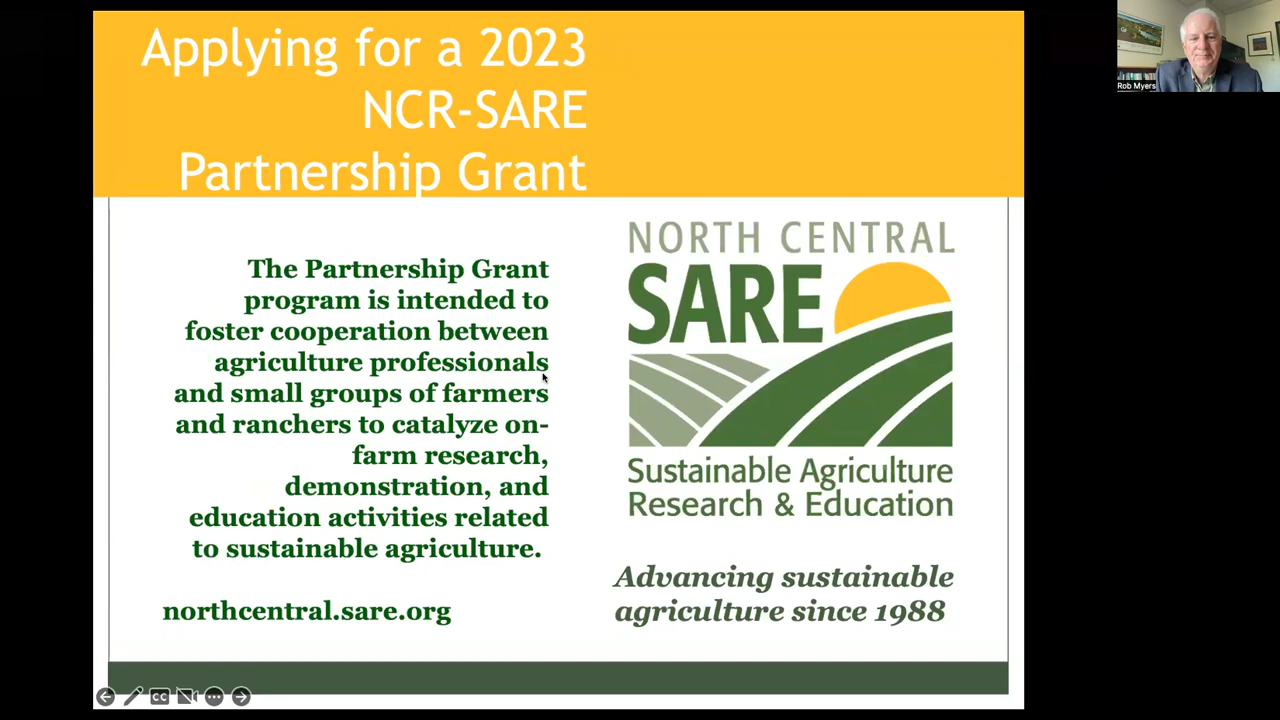 Applying for a 2023
NCR-SARE
Partnership Grant
Rob Myers
The Partnership Grant
program is intended to
foster cooperation between
agriculture professionals
and small groups of farmers
and ranchers to catalyze on-
farm research,
demonstration, and
education activities related
to sustainable agriculture.
northcentral.sare.org
NORTH CENTRAL
SARE
Sustainable Agriculture
Research & Education
Advancing sustainable
agriculture since 1988
CC